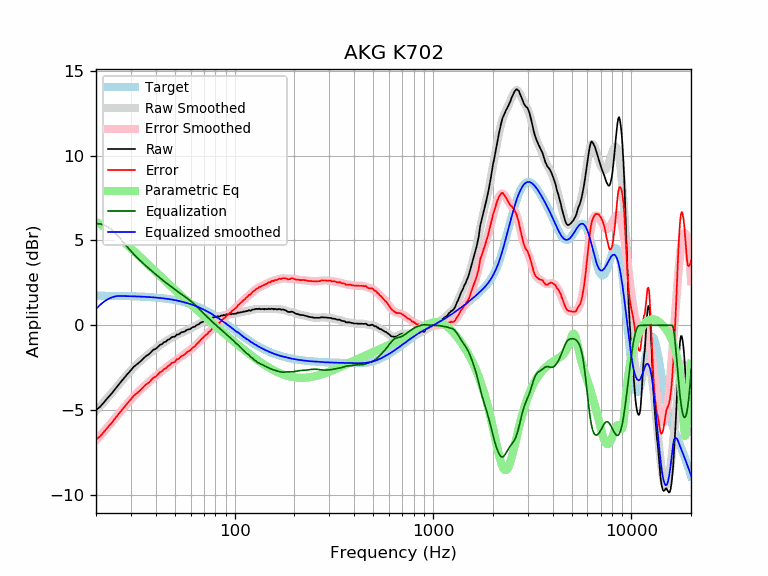 AKG K702
Amplitude (dBr)
15
10
5
0
−5
−10
Target
Raw Smoothed
Error Smoothed
Raw
Error
Parametric Eq
Equalization
Equalized smoothed
100
1000
10000
Frequency (Hz)